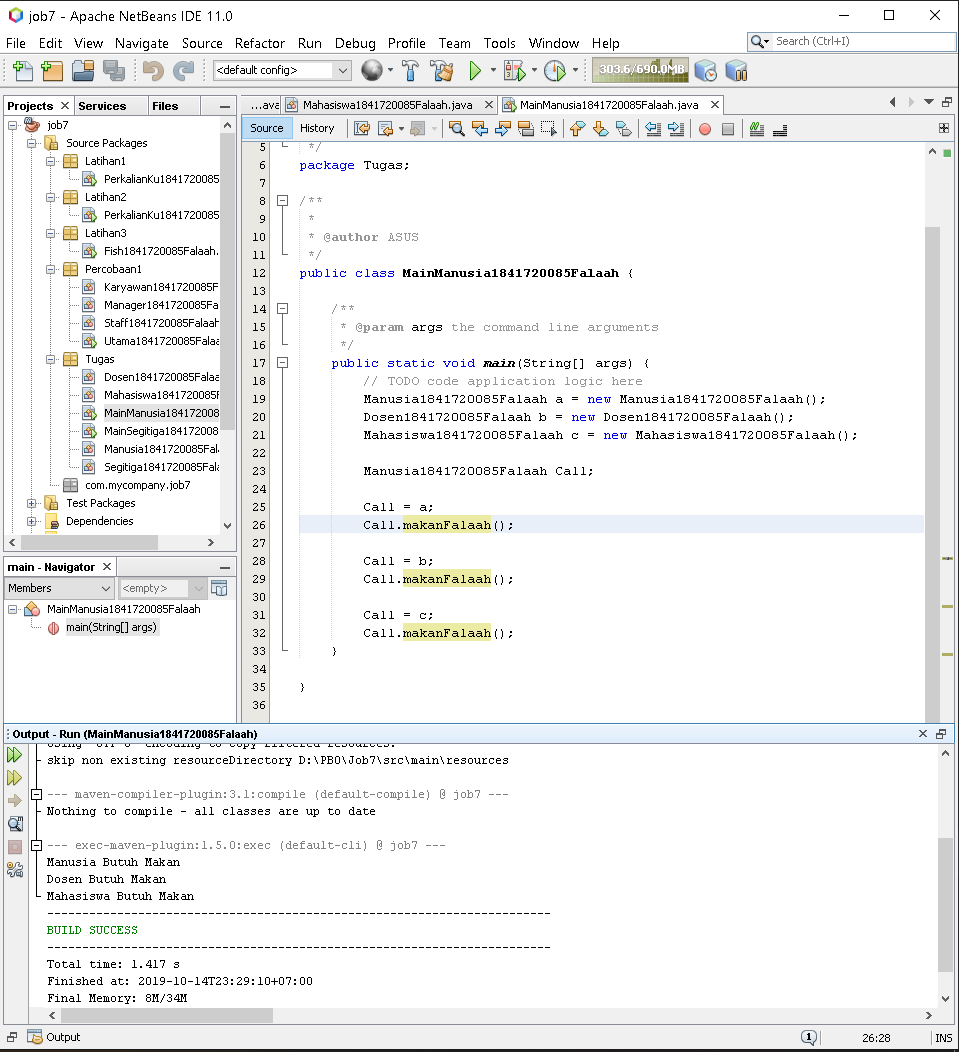 job7 - Apache NetBeans IDE 11.0
File Edit View Navigate Source Refactor Run Debug Profile Team Tools Window Help
Search (Ctrl+I)
<default config>
303.6/690.0MB
Projects Services Files
...ava Mahasiswa1841720085Falaah.java MainManusia1841720085Falaah.java
Source History
job7
Source Packages
Latihan1
PerkalianKu1841720085
Latihan2
PerkalianKu1841720085
Latihan3
Fish1841720085Falaah.
Percobaan1
Karyawan1841720085F
Manager1841720085Fa
Staff1841720085Falaah
Utama1841720085Falaa
Tugas
Dosen1841720085Falaa
Mahasiswa1841720085F
MainManusia184172008
MainSegitiga184172008
Manusia1841720085Fal
Segitiga1841720085Fal
com.mycompany.job7
Test Packages
Dependencies
main - Navigator
Members <empty>
MainManusia1841720085Falaah
main(String[] args)
5 */
6 package Tugas;
7
8 /**
9 *
10 * @author ASUS
11 */
12 public class MainManusia1841720085Falaah {
13
14 /**
15 * @param args the command line arguments
16 */
17 public static void main(String[] args) {
18 // TODO code application logic here
19 Manusia1841720085Falaah a = new Manusia1841720085Falaah();
20 Dosen1841720085Falaah b = new Dosen1841720085Falaah();
21 Mahasiswa1841720085Falaah c = new Mahasiswa1841720085Falaah();
22
23 Manusia1841720085Falaah Call;
24
25 Call = a;
26 Call.makanFalaah();
27
28 Call = b;
29 Call.makanFalaah();
30
31 Call = c;
32 Call.makanFalaah();
33 }
34
35 }
36
Output - Run (MainManusia1841720085Falaah)
encoding to copy filtered resources.
skip non existing resourceDirectory D:\PBO\Job7\src\main\resources
--- maven-compiler-plugin:3.1:compile (default-compile) @ job7 ---
Nothing to compile - all classes are up to date
--- exec-maven-plugin:1.5.0:exec (default-cli) @ job7 ---
Manusia Butuh Makan
Dosen Butuh Makan
Mahasiswa Butuh Makan
------------------------------------------------------------------------
BUILD SUCCESS
------------------------------------------------------------------------
Total time: 1.417 s
Finished at: 2019-10-14T23:29:10+07:00
Final Memory: 8M/34M
Output
1
26:28
INS